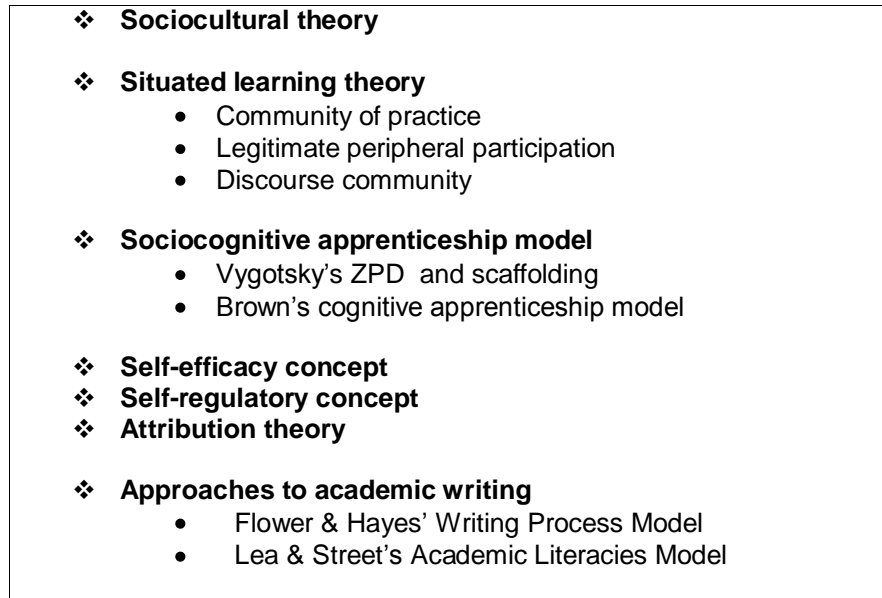 ❖ Sociocultural theory
❖ Situated learning theory
• Community of practice
• Legitimate peripheral participation
• Discourse community
❖ Sociocognitive apprenticeship model
• Vygotsky’s ZPD and scaffolding
• Brown’s cognitive apprenticeship model
❖ Self-efficacy concept
❖ Self-regulatory concept
❖ Attribution theory
❖ Approaches to academic writing
• Flower & Hayes’ Writing Process Model
• Lea & Street’s Academic Literacies Model